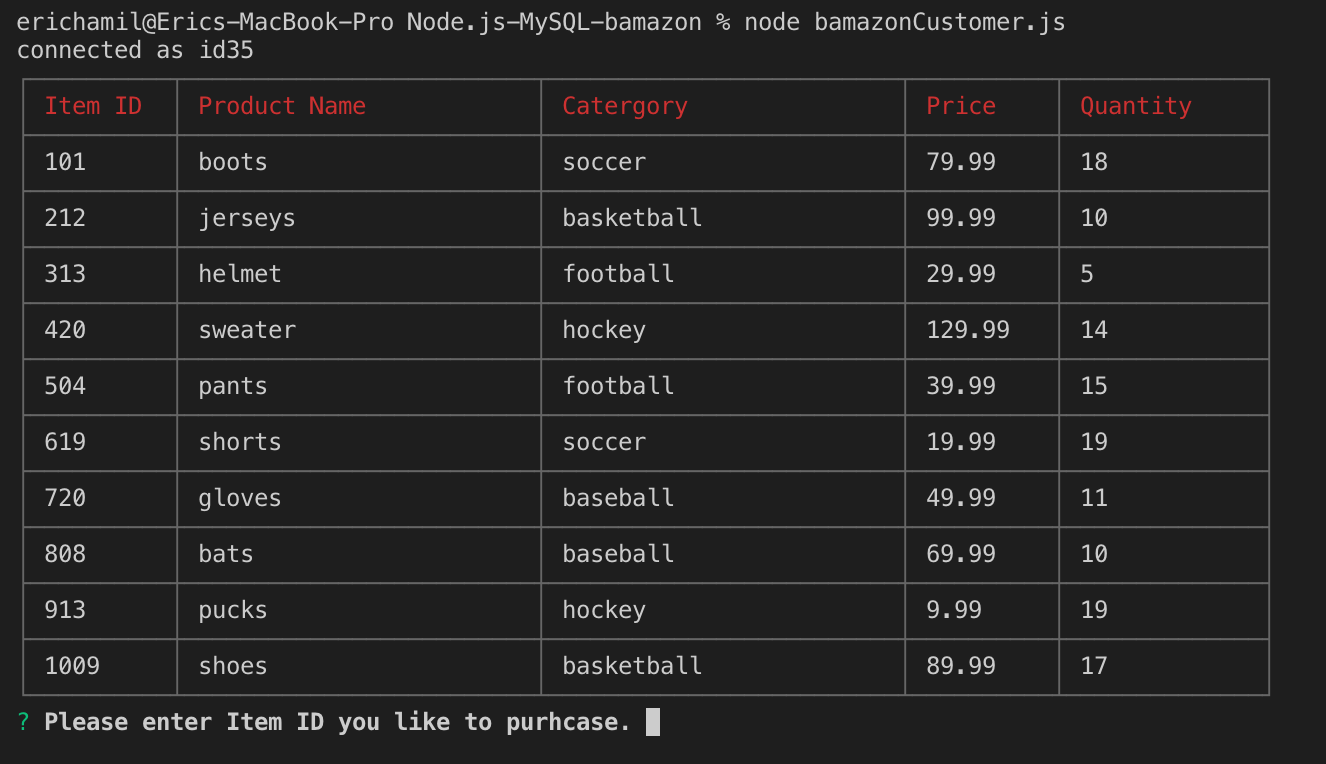 erichamil@Erics-MacBook-Pro Node.js-MySQL-bamazon % node bamazonCustomer.js
connected as id35
Item ID Product Name Catergory Price Quantity
101 boots soccer 79.99 18
212 jerseys basketball 99.99 10
313 helmet football 29.99 5
420 sweater hockey 129.99 14
504 pants football 39.99 15
619 shorts soccer 19.99 19
720 gloves baseball 49.99 11
808 bats baseball 69.99 10
913 pucks hockey 9.99 19
1009 shoes basketball 89.99 17
? Please enter Item ID you like to purhcase.